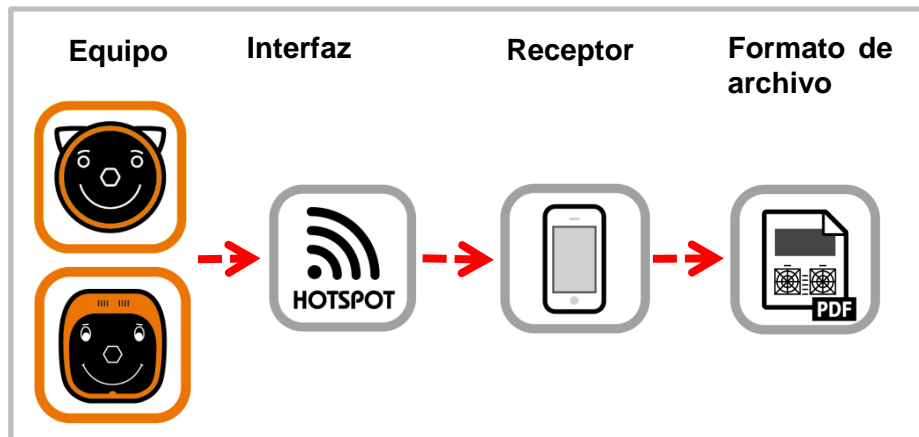 Equipo
Interfaz
Receptor
Formato de
archivo
HOTSPOT
PDF